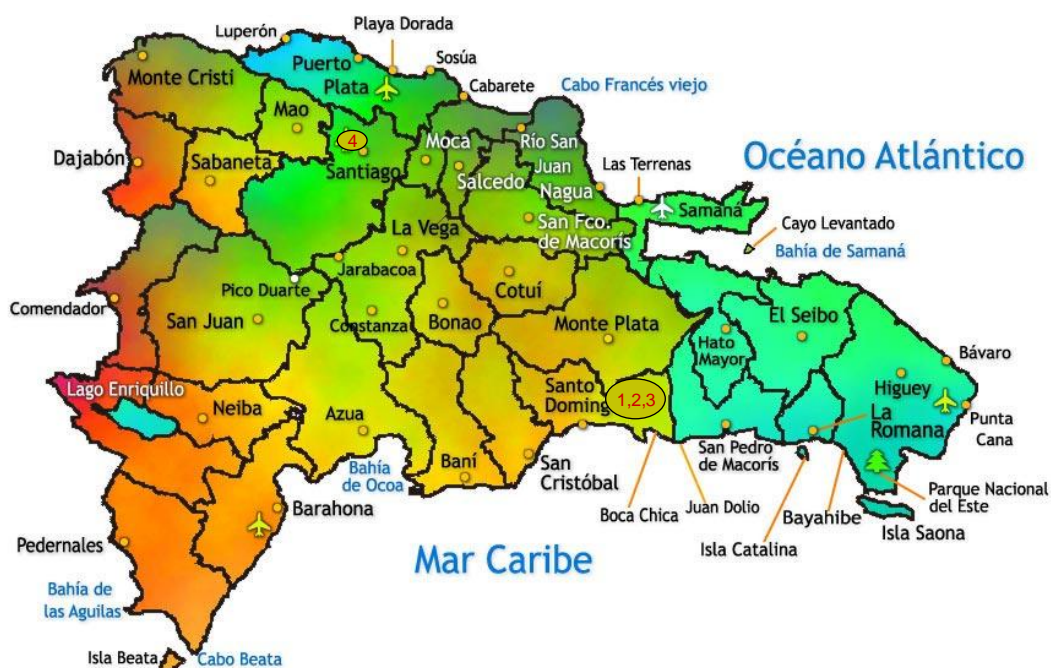 Playa Dorada
Luperón
Puerto
Plata
Sosúa
Monte Cristi
Cabarete
Cabo Francés viejo
Mao
4
Moca
Río San
Juan
Dajabón
Sabaneta
Santiago
Salcedo
Nagua
Las Terrenas
Océano Atlántico
Samaná
Cayo Levantado
La Vega
San Fco.
de Macorís
Bahía de Samaná
Jarabacoa
Pico Duarte
Cotuí
Comendador
San Juan
Constanza
Bonao
Monte Plata
El Seibo
Hato
Mayor
Bávaro
Lago Enriquillo
Neiba
Azua
Santo
Doming
1,2,3
Higuey
La
Romana
Punta
Cana
Bahía
de Ocoa
Baní
San
Cristóbal
San Pedro
de Macorís
Barahona
Boca Chica
Juan Dolio
Bayahibe
Parque Nacional
del Este
Isla Saona
Isla Catalina
Pedernales
Mar Caribe
Bahía de
las Aguilas
Isla Beata
Cabo Beata